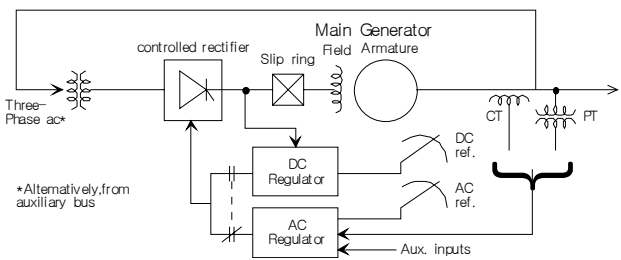 Main Generator
controlled rectifier
Field
Armature
Slip ring
Three-
Phase ac*
CT
PT
DC
ref.
DC
Regulator
*Alternatively,from
auxiliary bus
AC
ref.
AC
Regulator
Aux. inputs